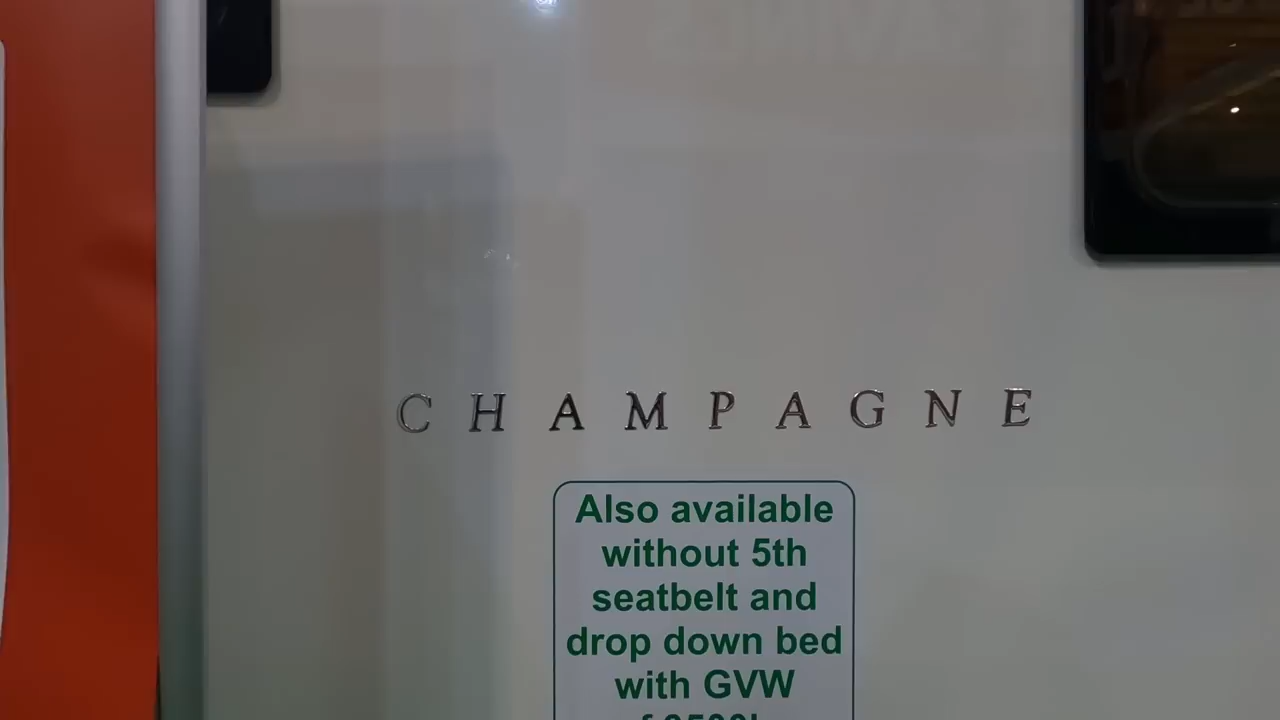 CHAMPAGNE
Also available
without 5th
seatbelt and
drop down bed
with GVW